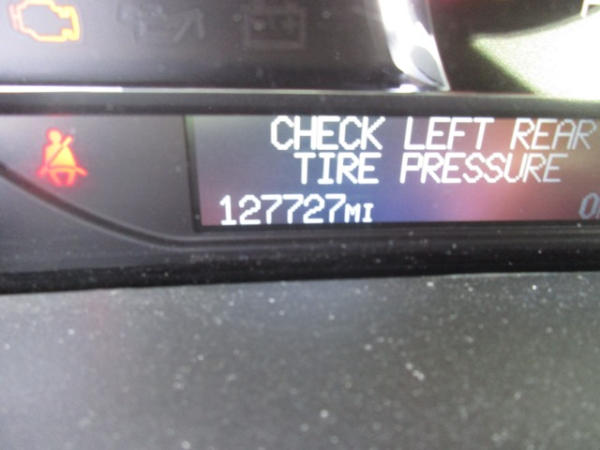 CHECK LEFT REAR
TIRE PRESSURE
127727MI